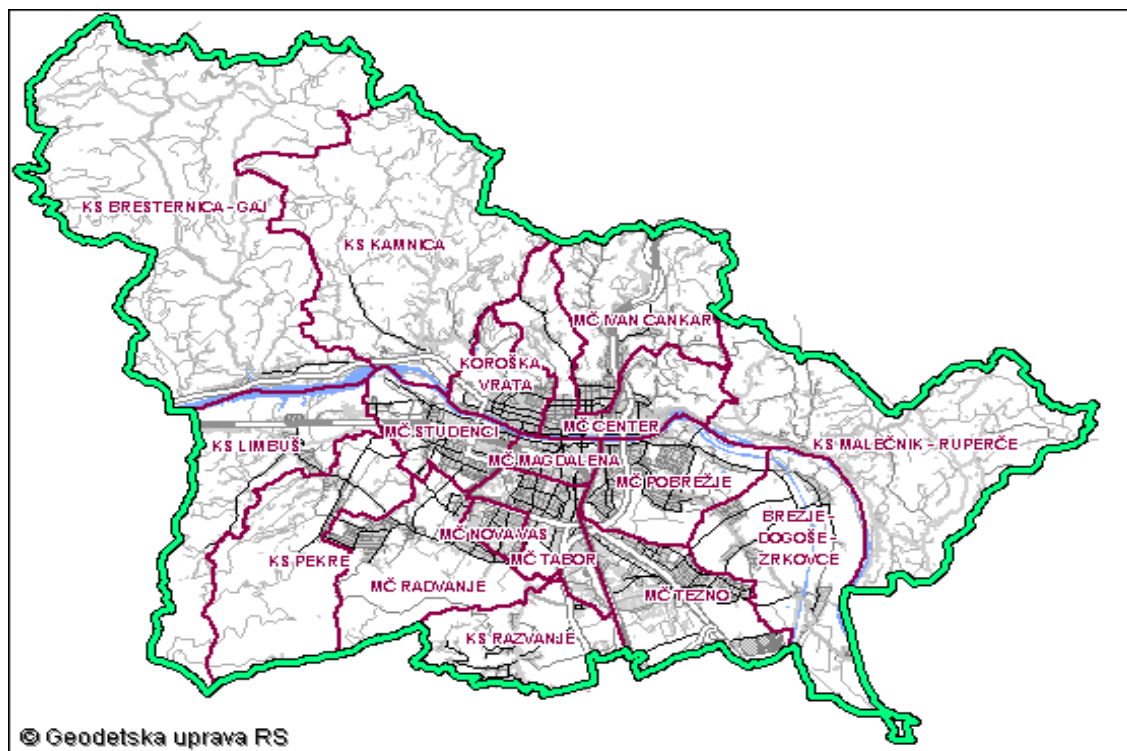 KS BRESTERNICA - GAJ
KS KAMNICA
MČ IVAN CANKAR
KOROŠKA
VRATA
MČ CENTER
MČ STUDENCI
KS LIMBUŠ
KS MALEČNIK - RUPERČE
MČ MAGDALENA
MČ POBREŽJE
BREZJE -
DOGOŠE -
ZRKOVCE
MČ NOVA VAS
KS PEKRE
MČ TABOR
MČ RADVANJE
MČ TEZNO
KS RAZVANJE
© Geodetska uprava RS